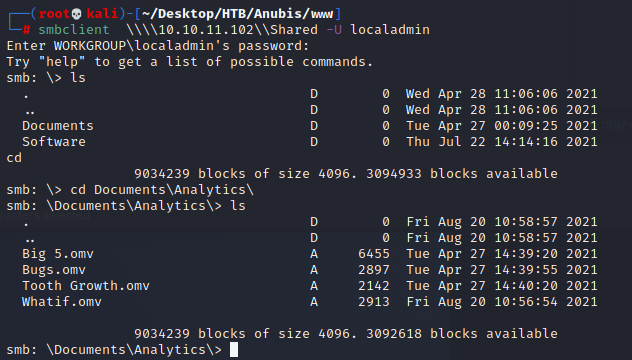 ┌──(root💀kali)-[~/Desktop/HTB/Anubis/www]
└─# smbclient  \\\\10.10.11.102\\Shared -U localadmin
Enter WORKGROUP\localadmin's password:
Try "help" to get a list of possible commands.
smb: \> ls
  .                                   D        0  Wed Apr 28 11:06:06 2021
  ..                                  D        0  Wed Apr 28 11:06:06 2021
  Documents                           D        0  Tue Apr 27 00:09:25 2021
  Software                            D        0  Thu Jul 22 14:14:16 2021
cd
                9034239 blocks of size 4096. 3094933 blocks available
smb: \> cd Documents\Analytics\
smb: \Documents\Analytics\> ls
  .                                   D        0  Fri Aug 20 10:58:57 2021
  ..                                  D        0  Fri Aug 20 10:58:57 2021
  Big 5.omv                           A     6455  Tue Apr 27 14:39:20 2021
  Bugs.omv                            A     2897  Tue Apr 27 14:39:55 2021
  Tooth Growth.omv                    A     2142  Tue Apr 27 14:40:20 2021
  Whatif.omv                          A     2913  Fri Aug 20 10:56:54 2021
                9034239 blocks of size 4096. 3092618 blocks available
smb: \Documents\Analytics\>